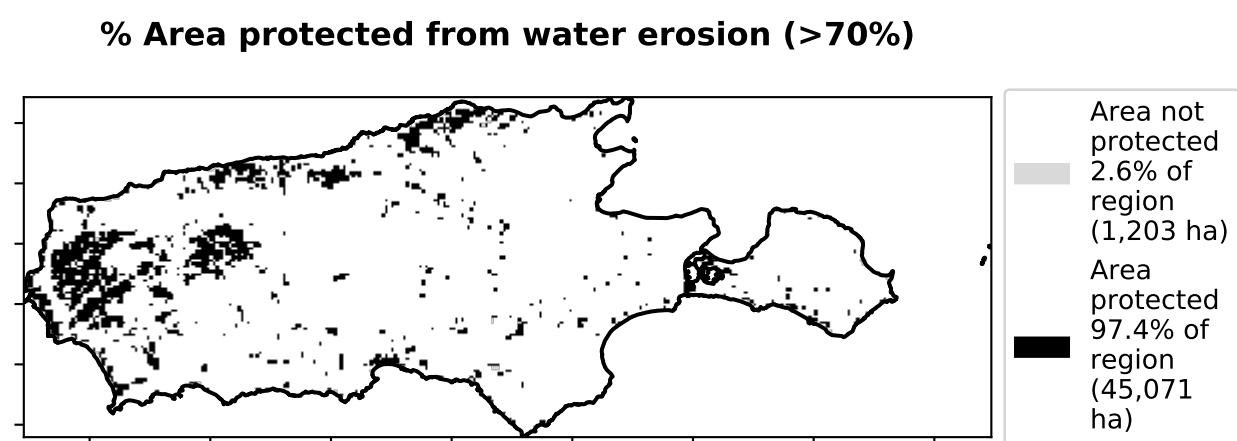 % Area protected from water erosion (>70%)
Area not
protected
2.6% of
region
(1,203 ha)
Area
protected
97.4% of
region
(45,071
ha)